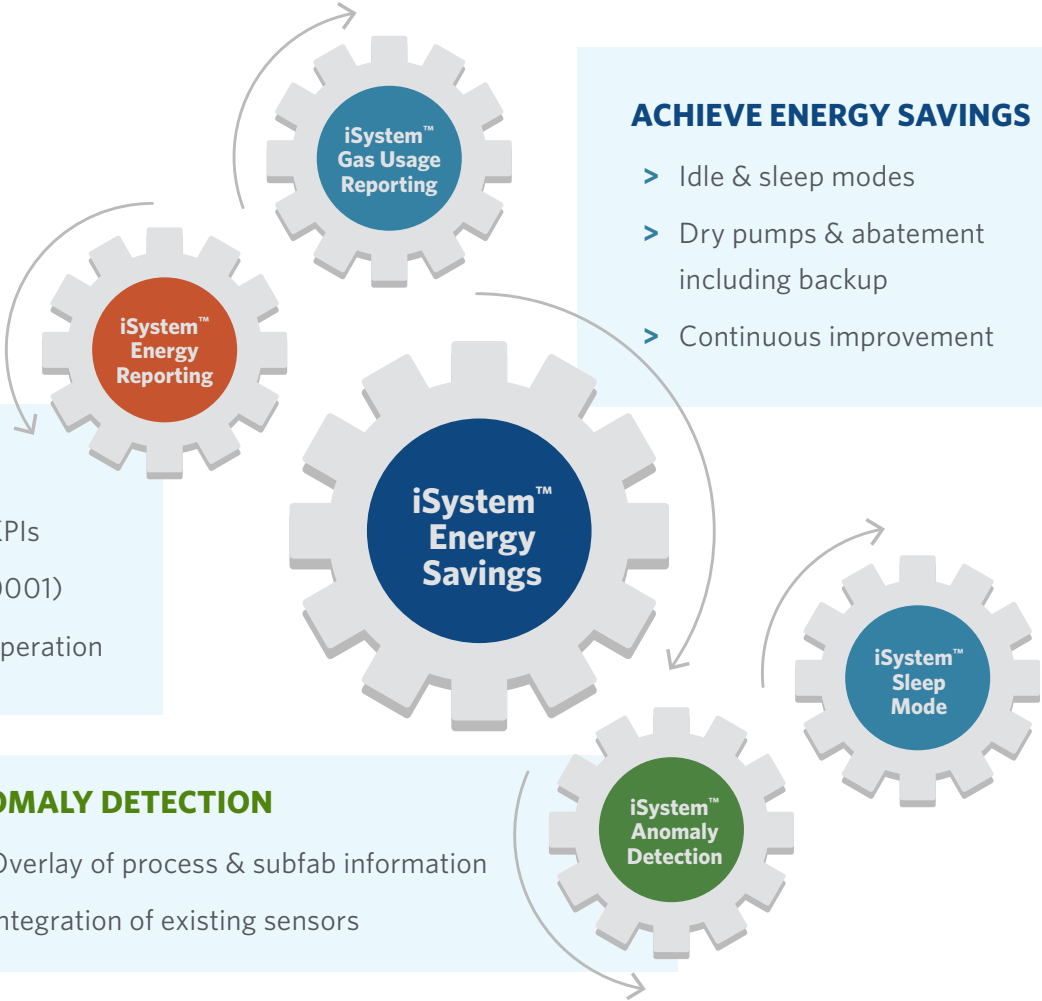 iSystem™
Gas Usage
Reporting
ACHIEVE ENERGY SAVINGS
> Idle & sleep modes
> Dry pumps & abatement
including backup
> Continuous improvement
iSystem™
Energy
Reporting
iSystem™
Energy
Savings
KPIs
0001)
peration
iSystem™
Sleep
Mode
OMALY DETECTION
Overlay of process & subfab information
ntegration of existing sensors
iSystem™
Anomaly
Detection